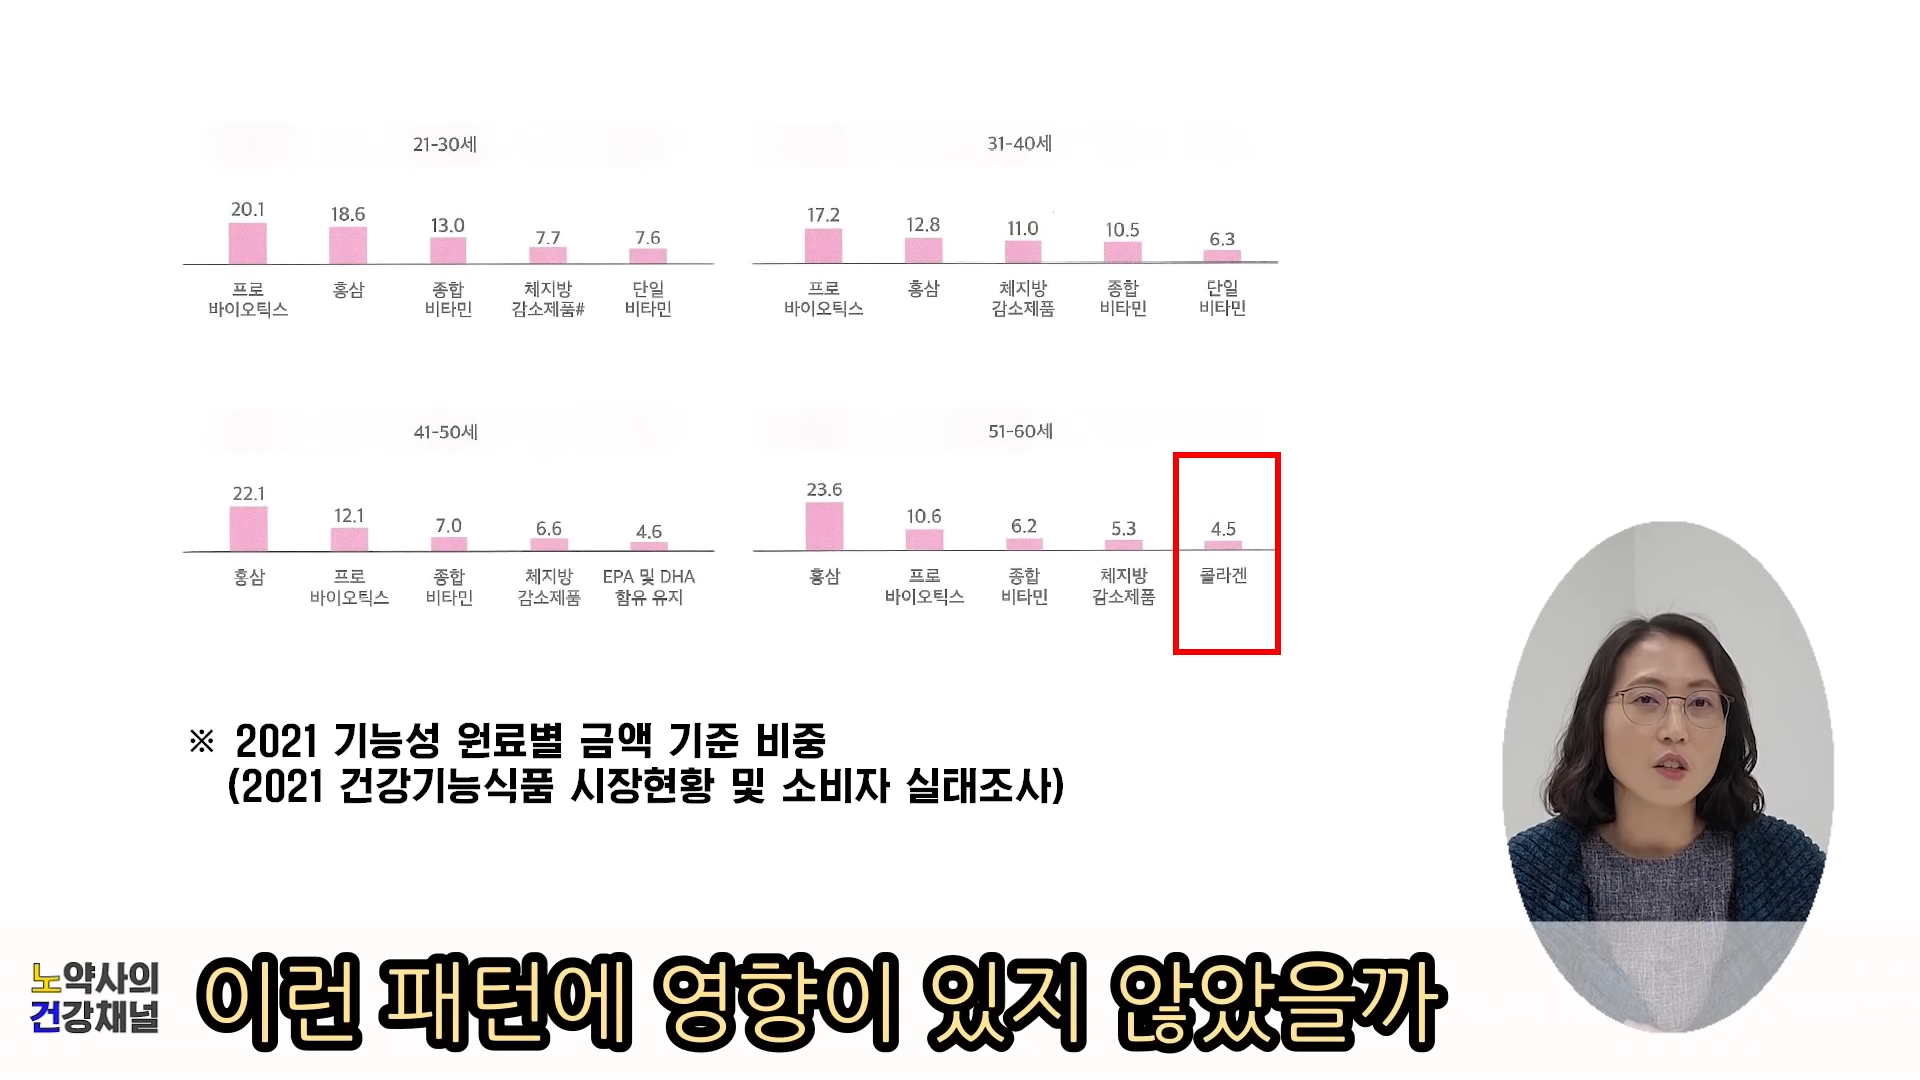 21-30세
20.1
18.6
13.0
7.7
7.6
프로
바이오틱스
홍삼
종합
비타민
체지방
감소제품#
단일
비타민
31-40세
17.2
12.8
11.0
10.5
6.3
프로
바이오틱스
홍삼
체지방
감소제품
종합
비타민
단일
비타민
41-50세
22.1
12.1
7.0
6.6
4.6
홍삼
프로
바이오틱스
종합
비타민
체지방
감소제품
EPA 및 DHA
함유 유지
51-60세
23.6
10.6
6.2
5.3
4.5
홍삼
프로
바이오틱스
종합
비타민
체지방
감소제품
콜라겐
※ 2021 기능성 원료별 금액 기준 비중
(2021 건강기능식품 시장현황 및 소비자 실태조사)
노약사의
건강채널
이런 패턴에 영향이 있지 않았을까